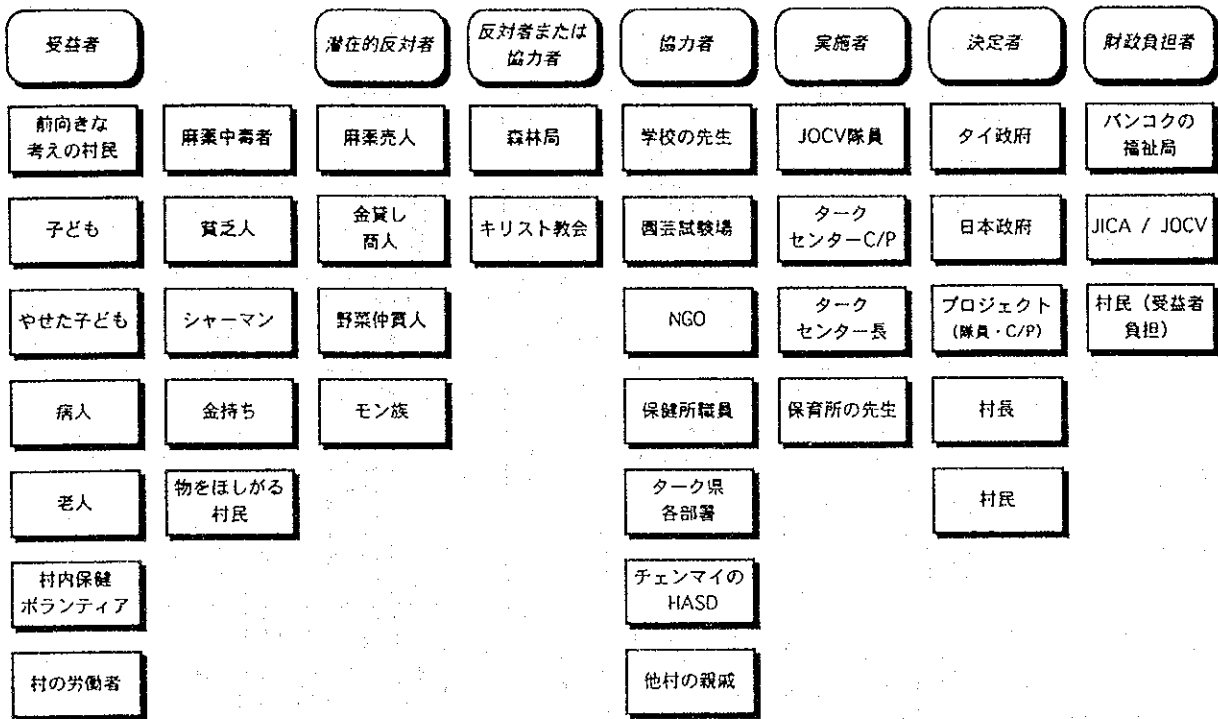 受益者
潜在的反対者
反対者または
協力者
協力者
実施者
決定者
財政負担者
前向きな
考えの村民
麻薬中毒者
麻薬売人
森林局
学校の先生
JOCV隊員
タイ政府
バンコクの
福祉局
子ども
貧乏人
金貸し
商人
キリスト教会
園芸試験場
ターク
センターC/P
日本政府
JICA / JOCV
やせた子ども
シャーマン
野菜仲買人
NGO
ターク
センター長
プロジェクト
(隊員・C/P)
村民(受益者
負担)
病人
金持ち
モン族
保健所職員
保育所の先生
村長
老人
物をほしがる
村民
ターク県
各部署
村民
村内保健
ボランティア
チェンマイの
HASD
村の労働者
他村の親戚